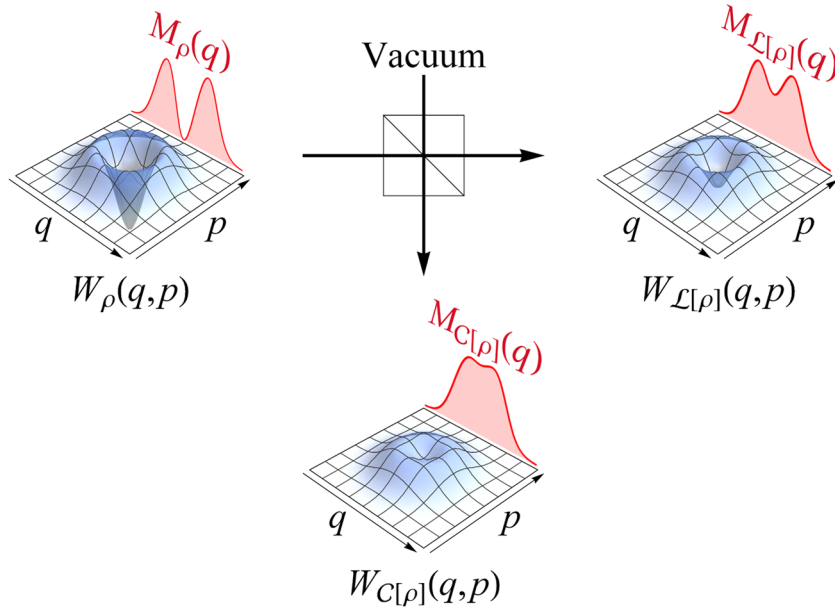 M_ρ(q)
Vacuum
M_ℒ[ρ](q)
q
p
q
p
W_ρ(q,p)
W_ℒ[ρ](q,p)
M_C[ρ](q)
q
p
W_C[ρ](q,p)